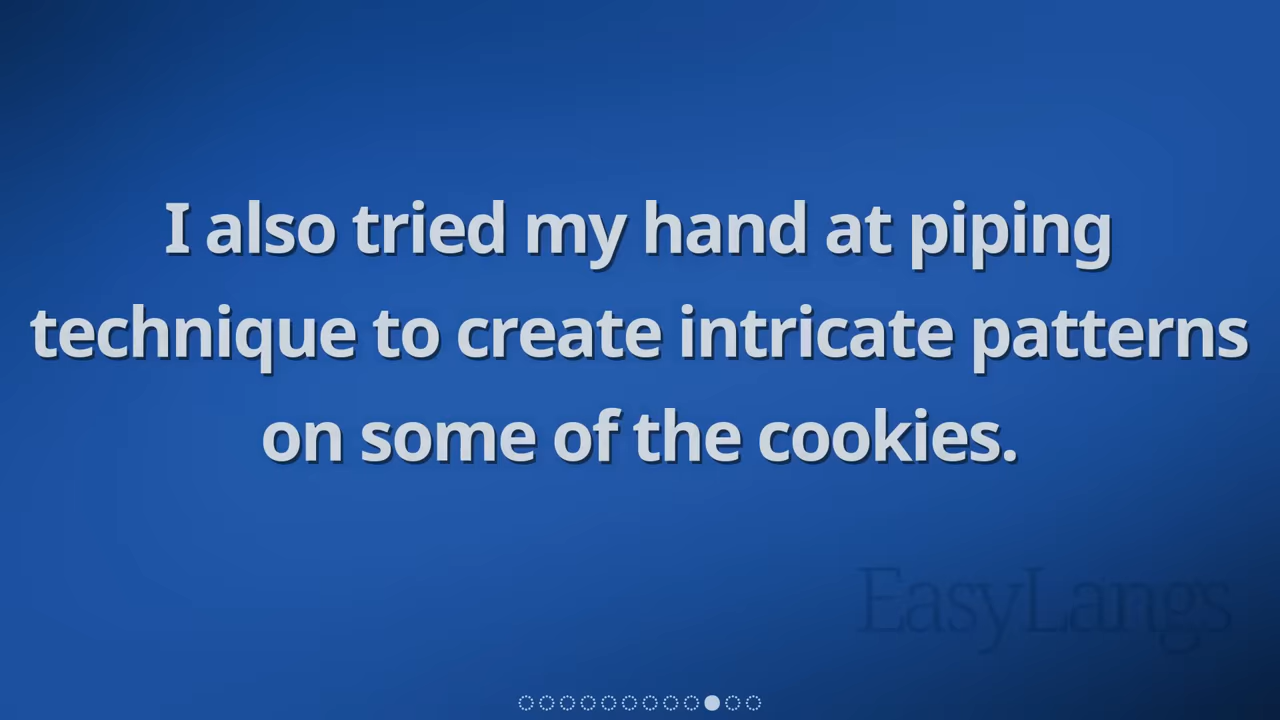 I also tried my hand at piping
technique to create intricate patterns
on some of the cookies.
EasyLangs